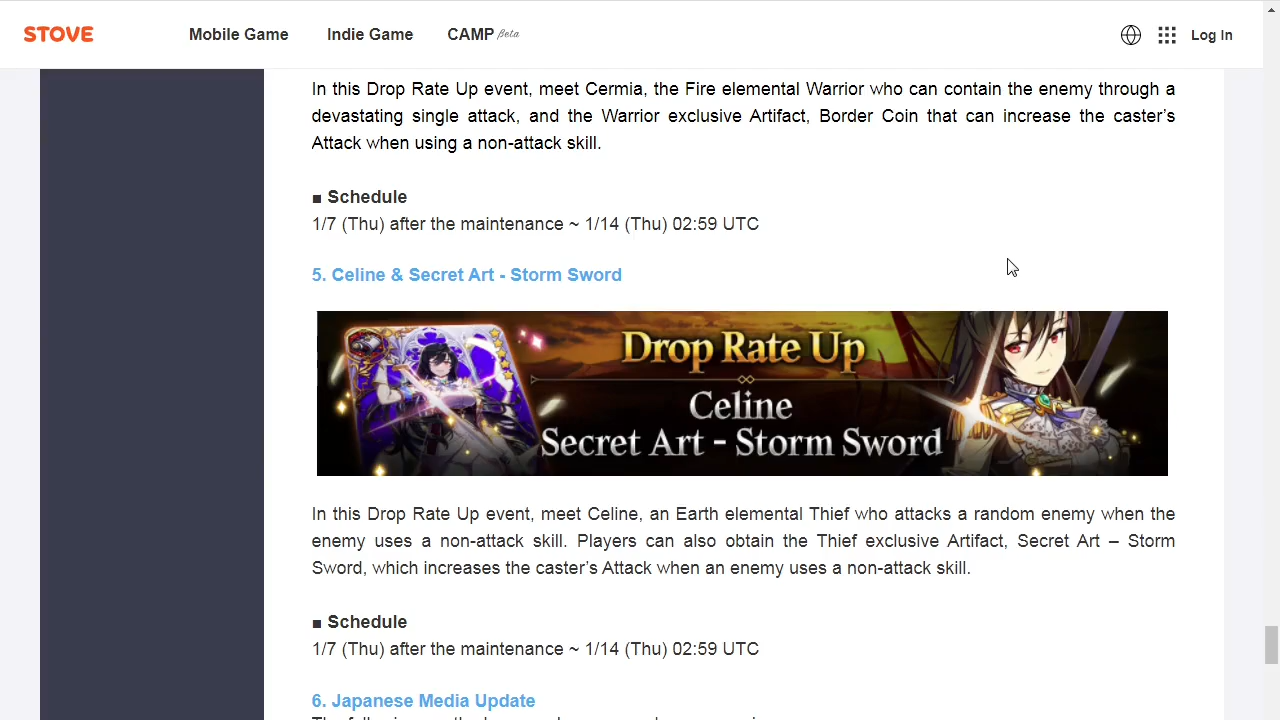 STOVE
Mobile Game
Indie Game
CAMP Beta
Log In
In this Drop Rate Up event, meet Cermia, the Fire elemental Warrior who can contain the enemy through a
devastating single attack, and the Warrior exclusive Artifact, Border Coin that can increase the caster’s
Attack when using a non-attack skill.
■ Schedule
1/7 (Thu) after the maintenance ~ 1/14 (Thu) 02:59 UTC
5. Celine & Secret Art - Storm Sword
Drop Rate Up
Celine
Secret Art - Storm Sword
In this Drop Rate Up event, meet Celine, an Earth elemental Thief who attacks a random enemy when the
enemy uses a non-attack skill. Players can also obtain the Thief exclusive Artifact, Secret Art – Storm
Sword, which increases the caster’s Attack when an enemy uses a non-attack skill.
■ Schedule
1/7 (Thu) after the maintenance ~ 1/14 (Thu) 02:59 UTC
6. Japanese Media Update